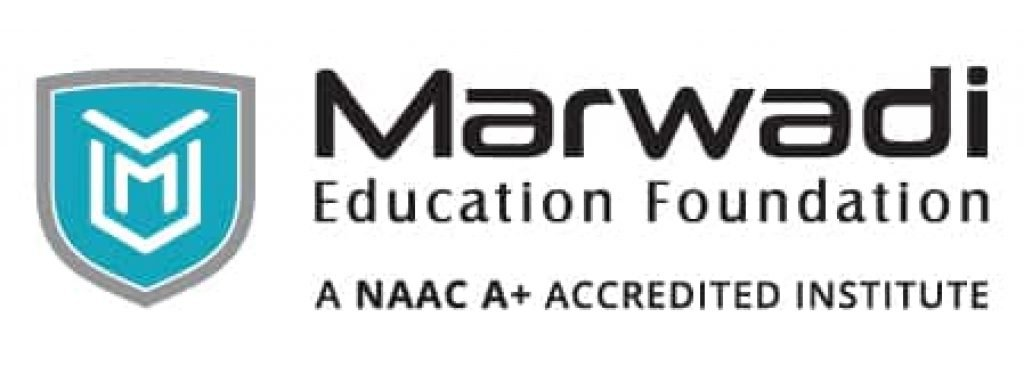 Marwadi
Education Foundation
A NAAC A+ ACCREDITED INSTITUTE